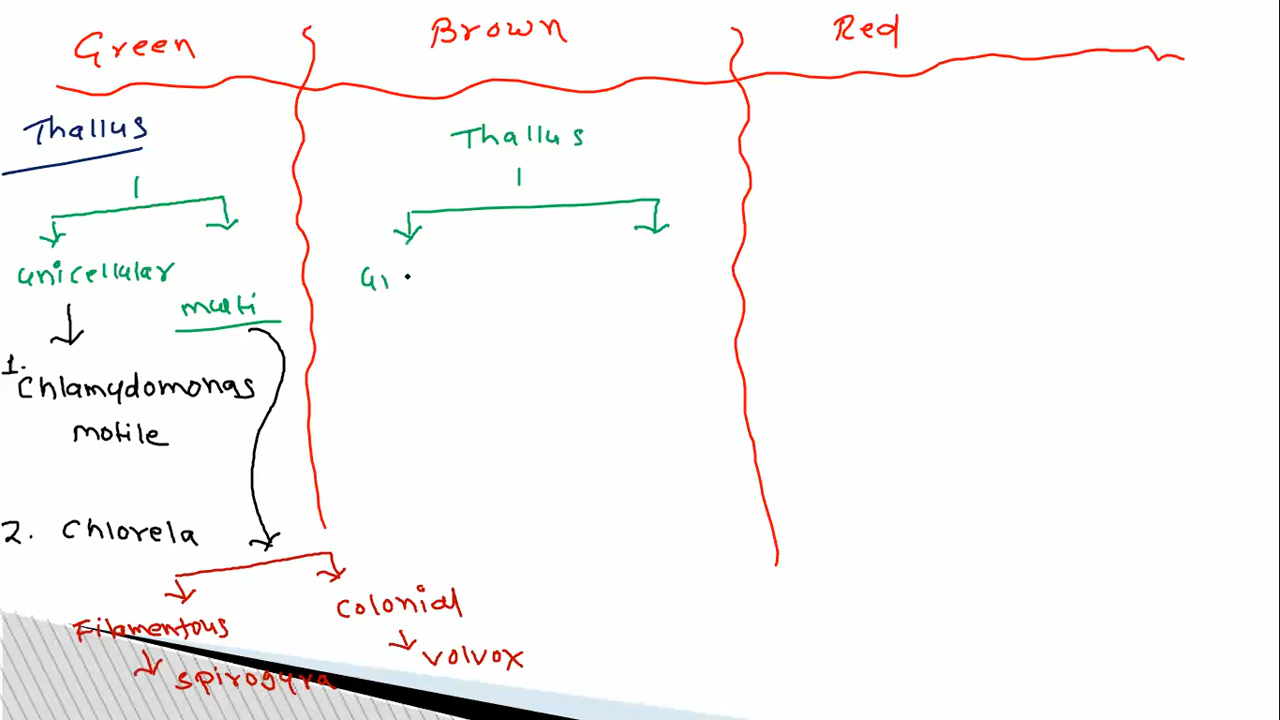 Green
Brown
Red
Thallus
unicellular
multi
1.
Chlamydomonas
motile
2. Chlorela
Filamentous
spirogyra
Colonial
volvox
Thallus